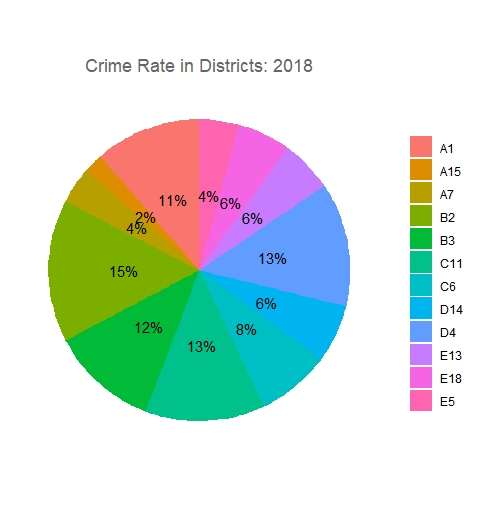 Crime Rate in Districts: 2018
11%
4%
6%
6%
2%
4%
13%
15%
6%
12%
8%
13%
A1
A15
A7
B2
B3
C11
C6
D14
D4
E13
E18
E5